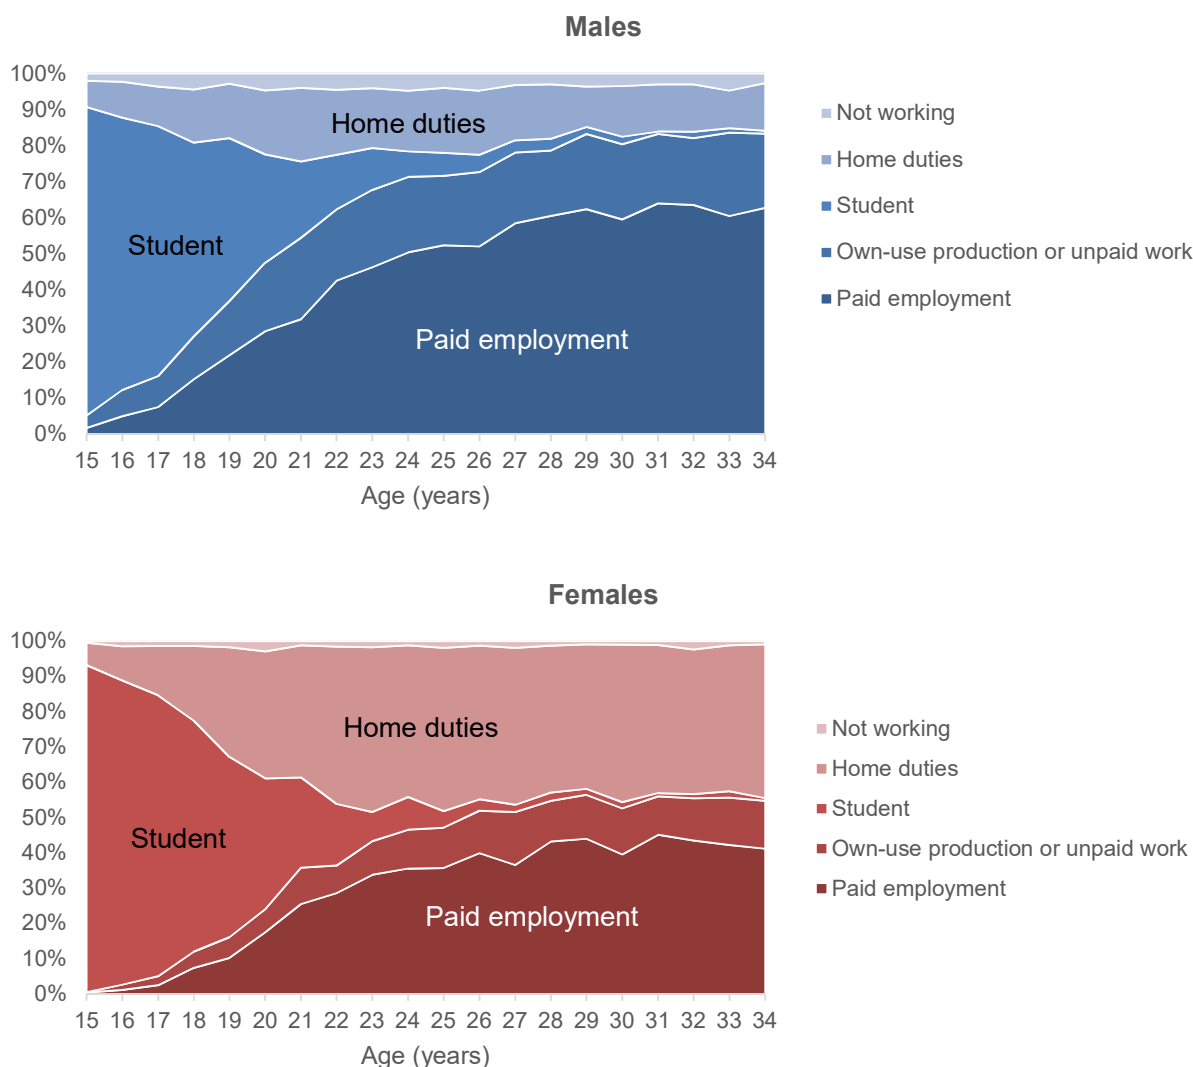 Males
100%
90%
80%
70%
60%
50%
40%
30%
20%
10%
0%
Home duties
Student
Paid employment
15 16 17 18 19 20 21 22 23 24 25 26 27 28 29 30 31 32 33 34
Age (years)
Not working
Home duties
Student
Own-use production or unpaid work
Paid employment
Females
100%
90%
80%
70%
60%
50%
40%
30%
20%
10%
0%
Home duties
Student
Paid employment
15 16 17 18 19 20 21 22 23 24 25 26 27 28 29 30 31 32 33 34
Age (years)
Not working
Home duties
Student
Own-use production or unpaid work
Paid employment